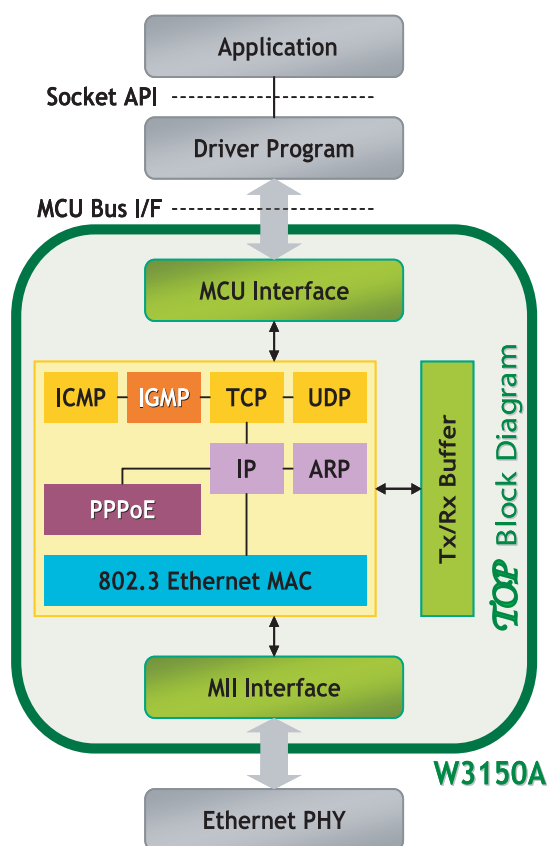 Application
Socket API
Driver Program
MCU Bus I/F
MCU Interface
ICMP
IGMP
TCP
UDP
IP
ARP
PPPoE
802.3 Ethernet MAC
Tx/Rx Buffer
TOP Block Diagram
MII Interface
W3150A
Ethernet PHY